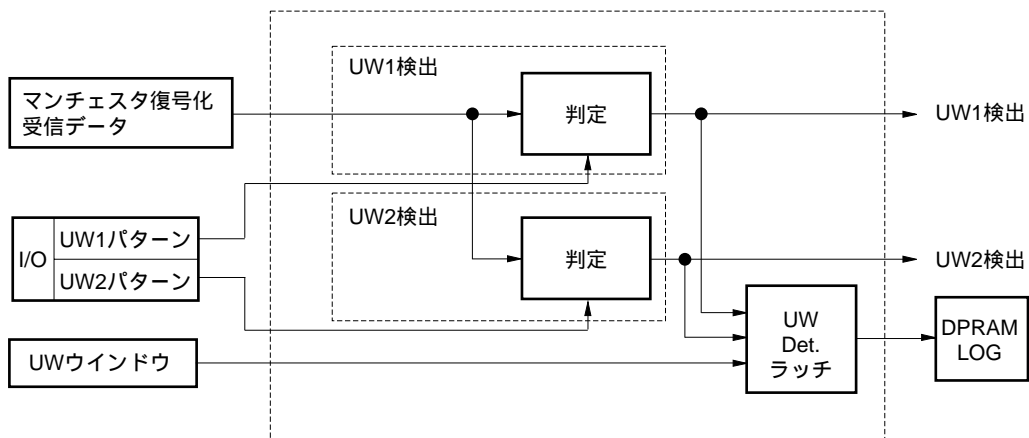 UW1検出
マンチェスタ復号化
受信データ
判定
UW1検出
I/O
UW1パターン
UW2パターン
UW2検出
判定
UW2検出
UWウインドウ
UW
Det.
ラッチ
DPRAM
LOG